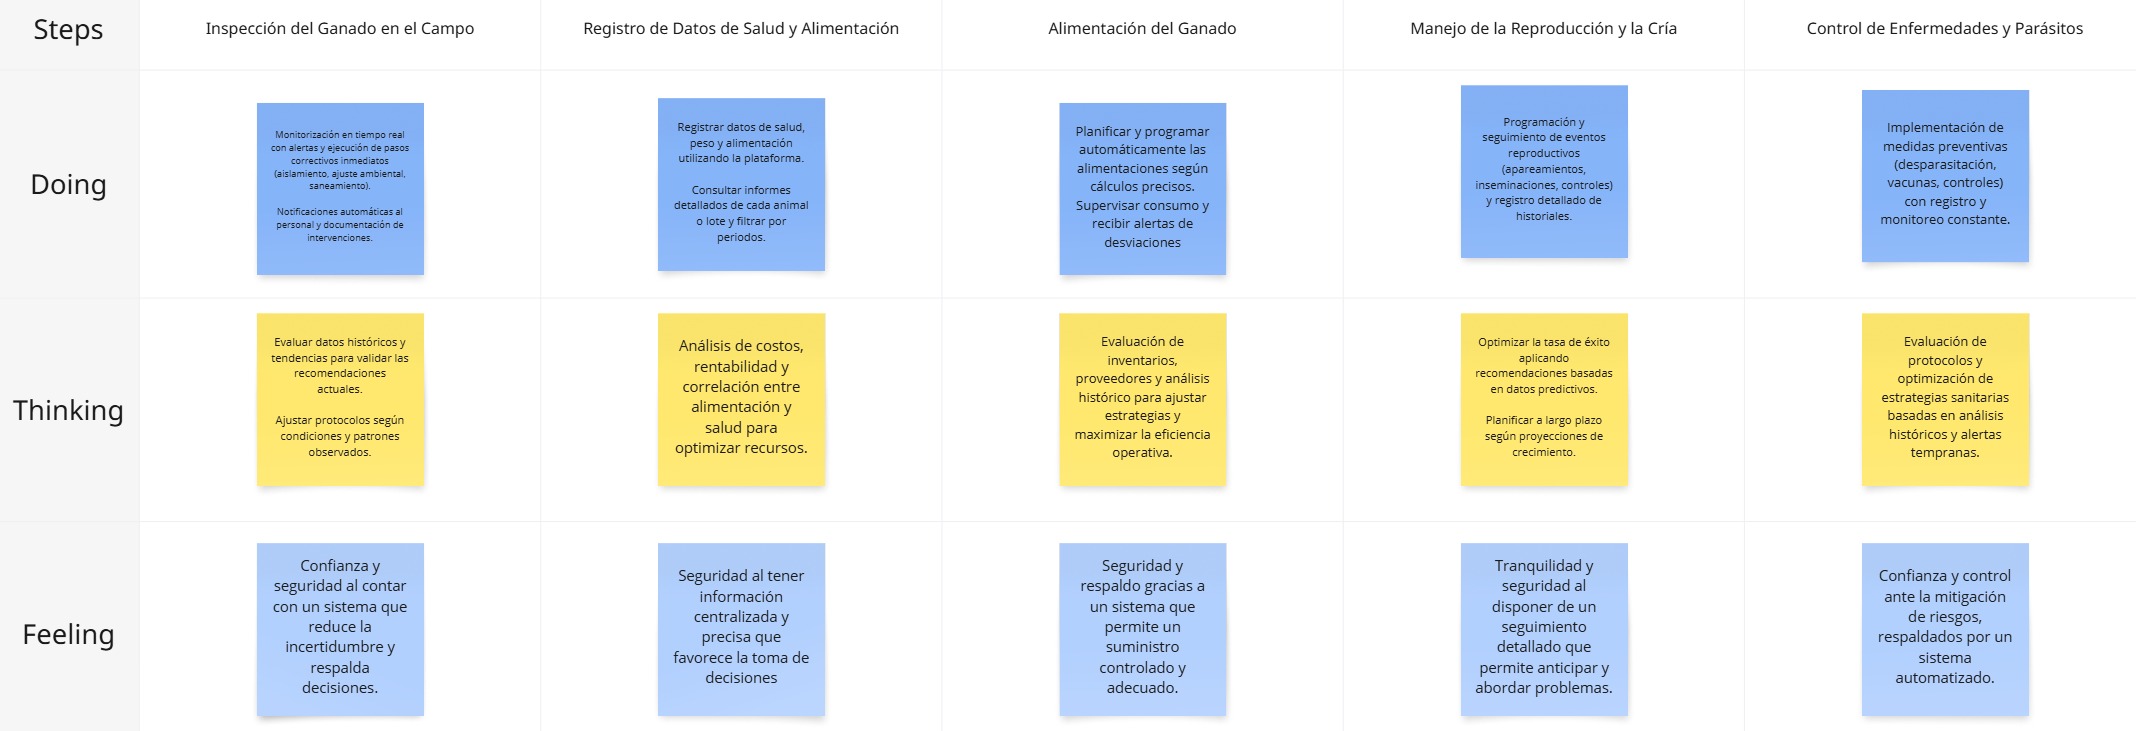 Steps
Inspección del Ganado en el Campo
Registro de Datos de Salud y Alimentación
Alimentación del Ganado
Manejo de la Reproducción y la Cría
Control de Enfermedades y Parásitos
Doing
Monitorización en tiempo real
con alertas y ejecución de pasos
correctivos inmediatos
(aislamiento, ajuste ambiental,
saneamiento).
Notificaciones automáticas al
personal y documentación de
intervenciones.
Registrar datos de salud,
peso y alimentación
utilizando la plataforma.
Consultar informes
detallados de cada animal
o lote y filtrar por
periodos.
Planificar y programar
automáticamente las
alimentaciones según
cálculos precisos.
Supervisar consumo y
recibir alertas de
desviaciones
Programación y
seguimiento de eventos
reproductivos
(apareamientos,
inseminaciones, controles)
y registro detallado de
historiales.
Implementación de
medidas preventivas
(desparasitación,
vacunas, controles)
con registro y
monitoreo constante.
Thinking
Evaluar datos históricos y
tendencias para validar las
recomendaciones
actuales.
Ajustar protocolos según
condiciones y patrones
observados.
Análisis de costos,
rentabilidad y
correlación entre
alimentación y
salud para
optimizar recursos.
Evaluación de
inventarios,
proveedores y análisis
histórico para ajustar
estrategias y
maximizar la eficiencia
operativa.
Optimizar la tasa de éxito
aplicando
recomendaciones basadas
en datos predictivos.
Planificar a largo plazo
según proyecciones de
crecimiento.
Evaluación de
protocolos y
optimización de
estrategias sanitarias
basadas en análisis
históricos y alertas
tempranas.
Feeling
Confianza y
seguridad al contar
con un sistema que
reduce la
incertidumbre y
respalda
decisiones.
Seguridad al tener
información
centralizada y
precisa que
favorece la toma de
decisiones
Seguridad y
respaldo gracias a
un sistema que
permite un
suministro
controlado y
adecuado.
Tranquilidad y
seguridad al
disponer de un
seguimiento
detallado que
permite anticipar y
abordar problemas.
Confianza y control
ante la mitigación
de riesgos,
respaldados por un
sistema
automatizado.